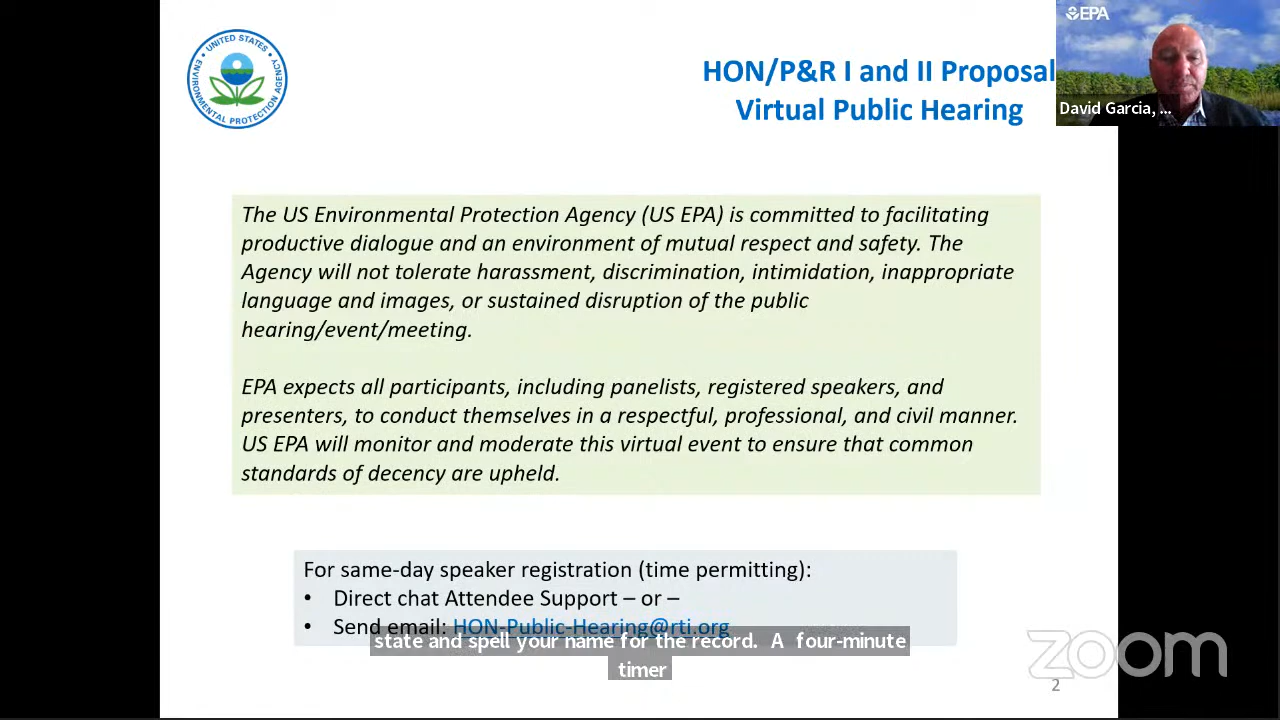 UNITED STATES
ENVIRONMENTAL PROTECTION AGENCY
HON/P&R I and II Proposal
Virtual Public Hearing
EPA
David Garcia, ...
The US Environmental Protection Agency (US EPA) is committed to facilitating
productive dialogue and an environment of mutual respect and safety. The
Agency will not tolerate harassment, discrimination, intimidation, inappropriate
language and images, or sustained disruption of the public
hearing/event/meeting.
EPA expects all participants, including panelists, registered speakers, and
presenters, to conduct themselves in a respectful, professional, and civil manner.
US EPA will monitor and moderate this virtual event to ensure that common
standards of decency are upheld.
For same-day speaker registration (time permitting):
• Direct chat Attendee Support – or –
• Send email: HON-Public-Hearing@rti.org
state and spell your name for the record. A four-minute
timer
zoom
2